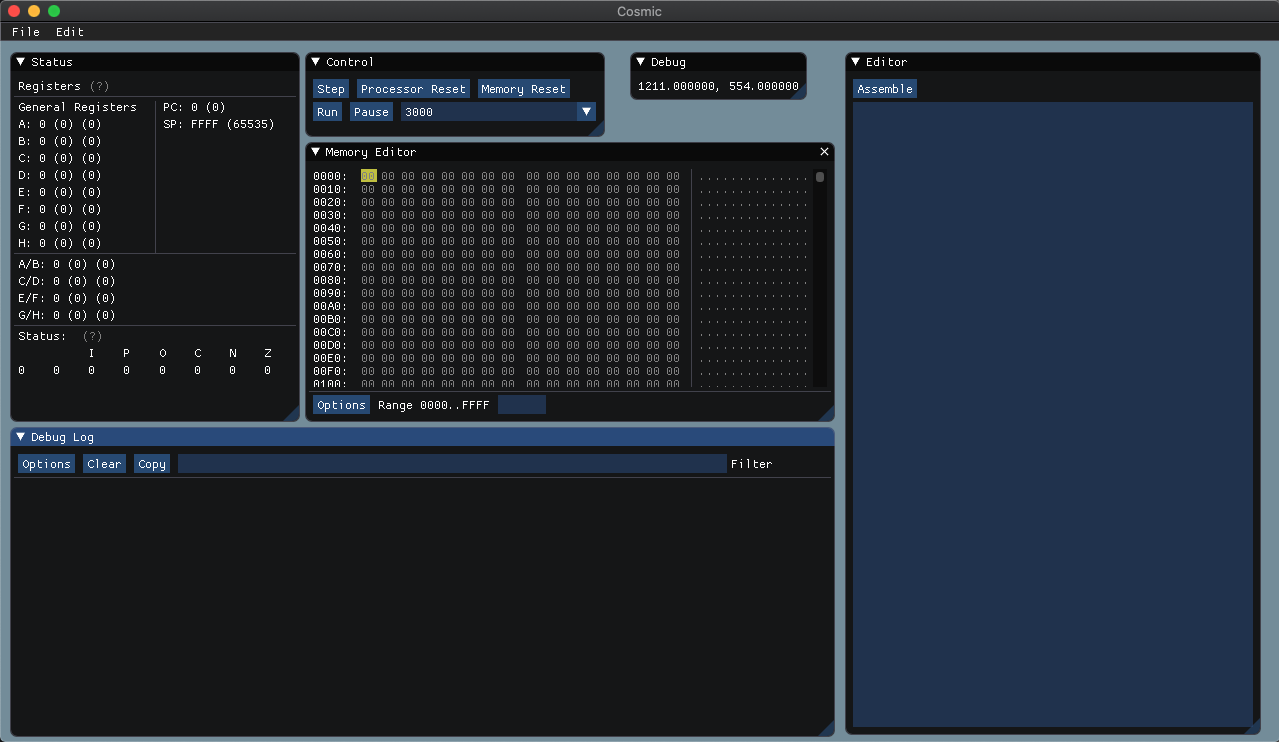 Cosmic
File Edit
▼ Status
Registers (?)
General Registers
A: 0 (0) (0)
B: 0 (0) (0)
C: 0 (0) (0)
D: 0 (0) (0)
E: 0 (0) (0)
F: 0 (0) (0)
G: 0 (0) (0)
H: 0 (0) (0)
PC: 0 (0)
SP: FFFF (65535)
A/B: 0 (0) (0)
C/D: 0 (0) (0)
E/F: 0 (0) (0)
G/H: 0 (0) (0)
Status: (?)
I P O C N Z
0 0 0 0 0 0 0 0
▼ Control
Step Processor Reset Memory Reset
Run Pause 3000 ▼
▼ Debug
1211.000000, 554.000000
▼ Memory Editor ✕
0000: 00 00 00 00 00 00 00 00 00 00 00 00 00 00 00 00 ..............
0010: 00 00 00 00 00 00 00 00 00 00 00 00 00 00 00 00 ..............
0020: 00 00 00 00 00 00 00 00 00 00 00 00 00 00 00 00 ..............
0030: 00 00 00 00 00 00 00 00 00 00 00 00 00 00 00 00 ..............
0040: 00 00 00 00 00 00 00 00 00 00 00 00 00 00 00 00 ..............
0050: 00 00 00 00 00 00 00 00 00 00 00 00 00 00 00 00 ..............
0060: 00 00 00 00 00 00 00 00 00 00 00 00 00 00 00 00 ..............
0070: 00 00 00 00 00 00 00 00 00 00 00 00 00 00 00 00 ..............
0080: 00 00 00 00 00 00 00 00 00 00 00 00 00 00 00 00 ..............
0090: 00 00 00 00 00 00 00 00 00 00 00 00 00 00 00 00 ..............
00A0: 00 00 00 00 00 00 00 00 00 00 00 00 00 00 00 00 ..............
00B0: 00 00 00 00 00 00 00 00 00 00 00 00 00 00 00 00 ..............
00C0: 00 00 00 00 00 00 00 00 00 00 00 00 00 00 00 00 ..............
00D0: 00 00 00 00 00 00 00 00 00 00 00 00 00 00 00 00 ..............
00E0: 00 00 00 00 00 00 00 00 00 00 00 00 00 00 00 00 ..............
00F0: 00 00 00 00 00 00 00 00 00 00 00 00 00 00 00 00 ..............
0100: 00 00 00 00 00 00 00 00 00 00 00 00 00 00 00 00 ..............
Options Range 0000..FFFF
▼ Debug Log
Options Clear Copy Filter
▼ Editor
Assemble